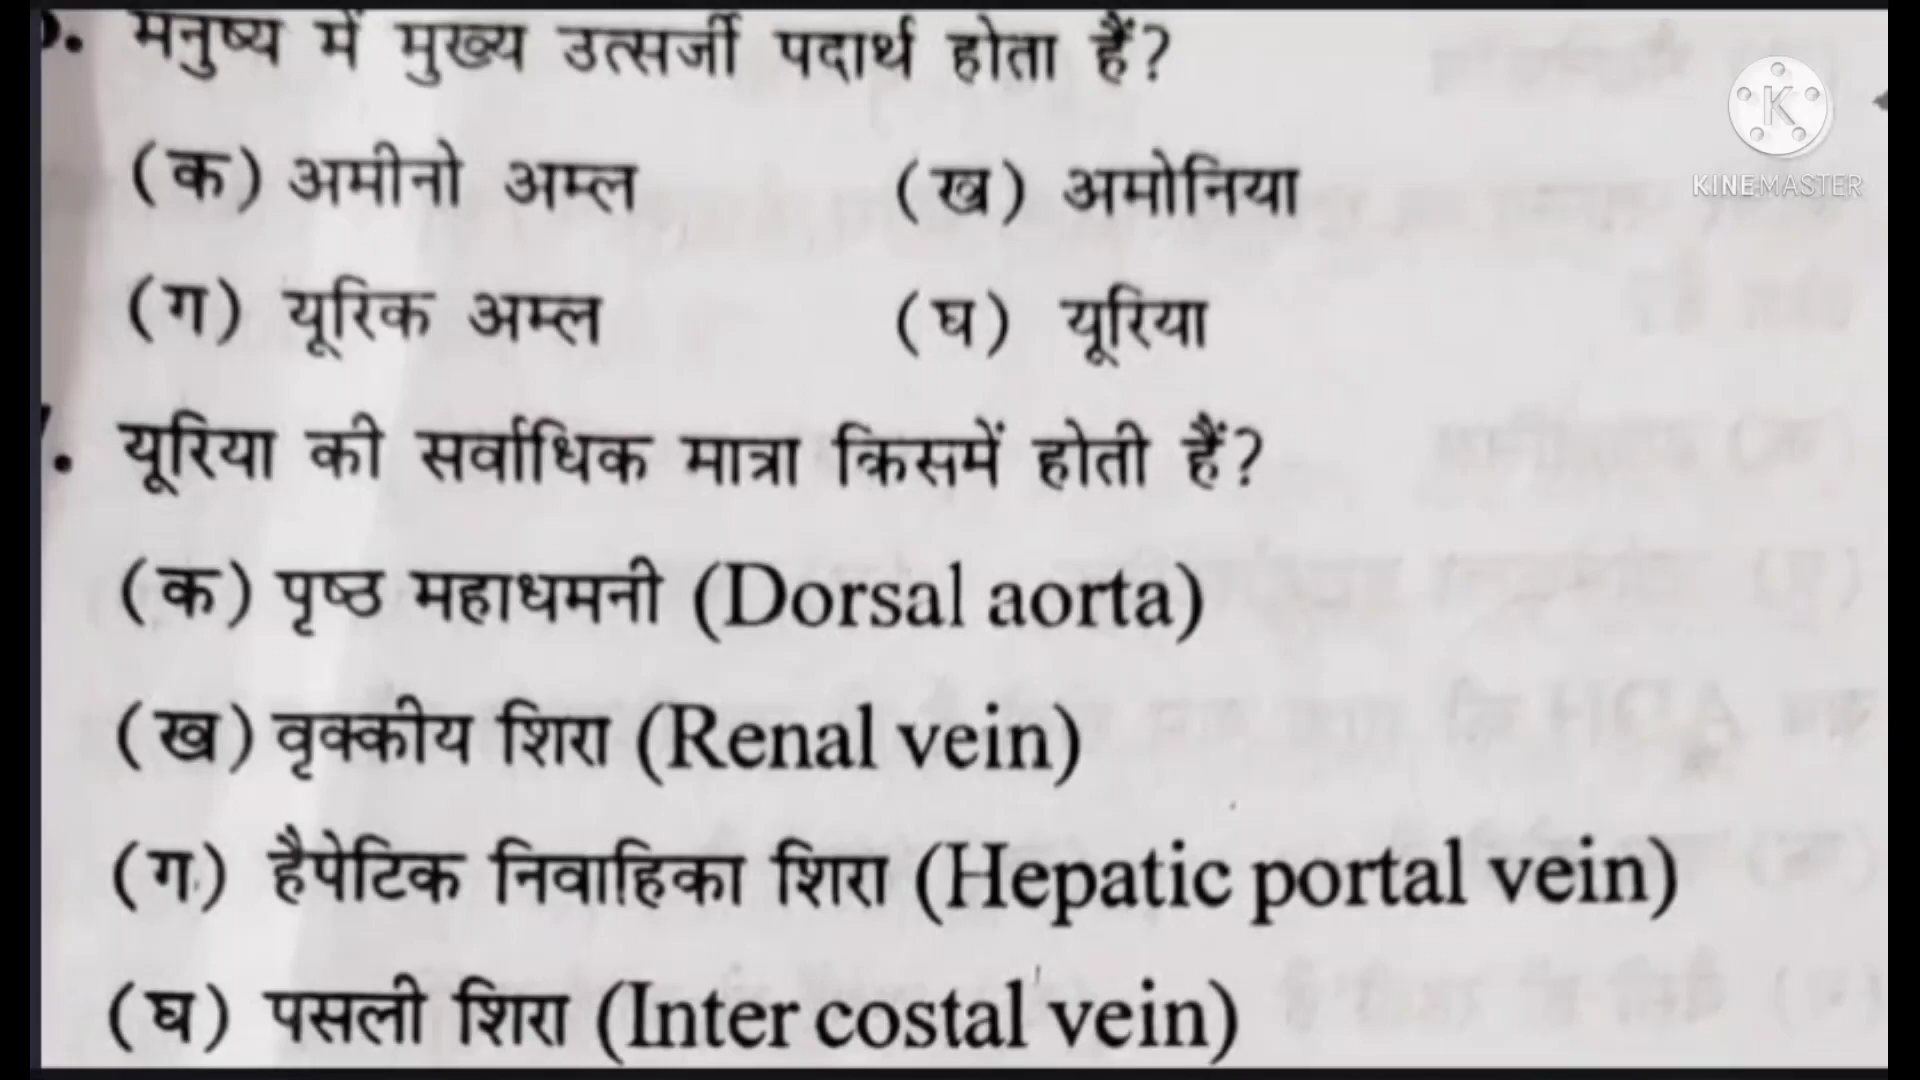 . मनुष्य में मुख्य उत्सर्जी पदार्थ होता हैं?
(क) अमीनो अम्ल (ख) अमोनिया
(ग) यूरिक अम्ल (घ) यूरिया
. यूरिया की सर्वाधिक मात्रा किसमें होती हैं?
(क) पृष्ठ महाधमनी (Dorsal aorta)
(ख) वृक्कीय शिरा (Renal vein)
(ग) हैपेटिक निवाहिका शिरा (Hepatic portal vein)
(घ) पसली शिरा (Inter costal vein)
K
KINEMASTER